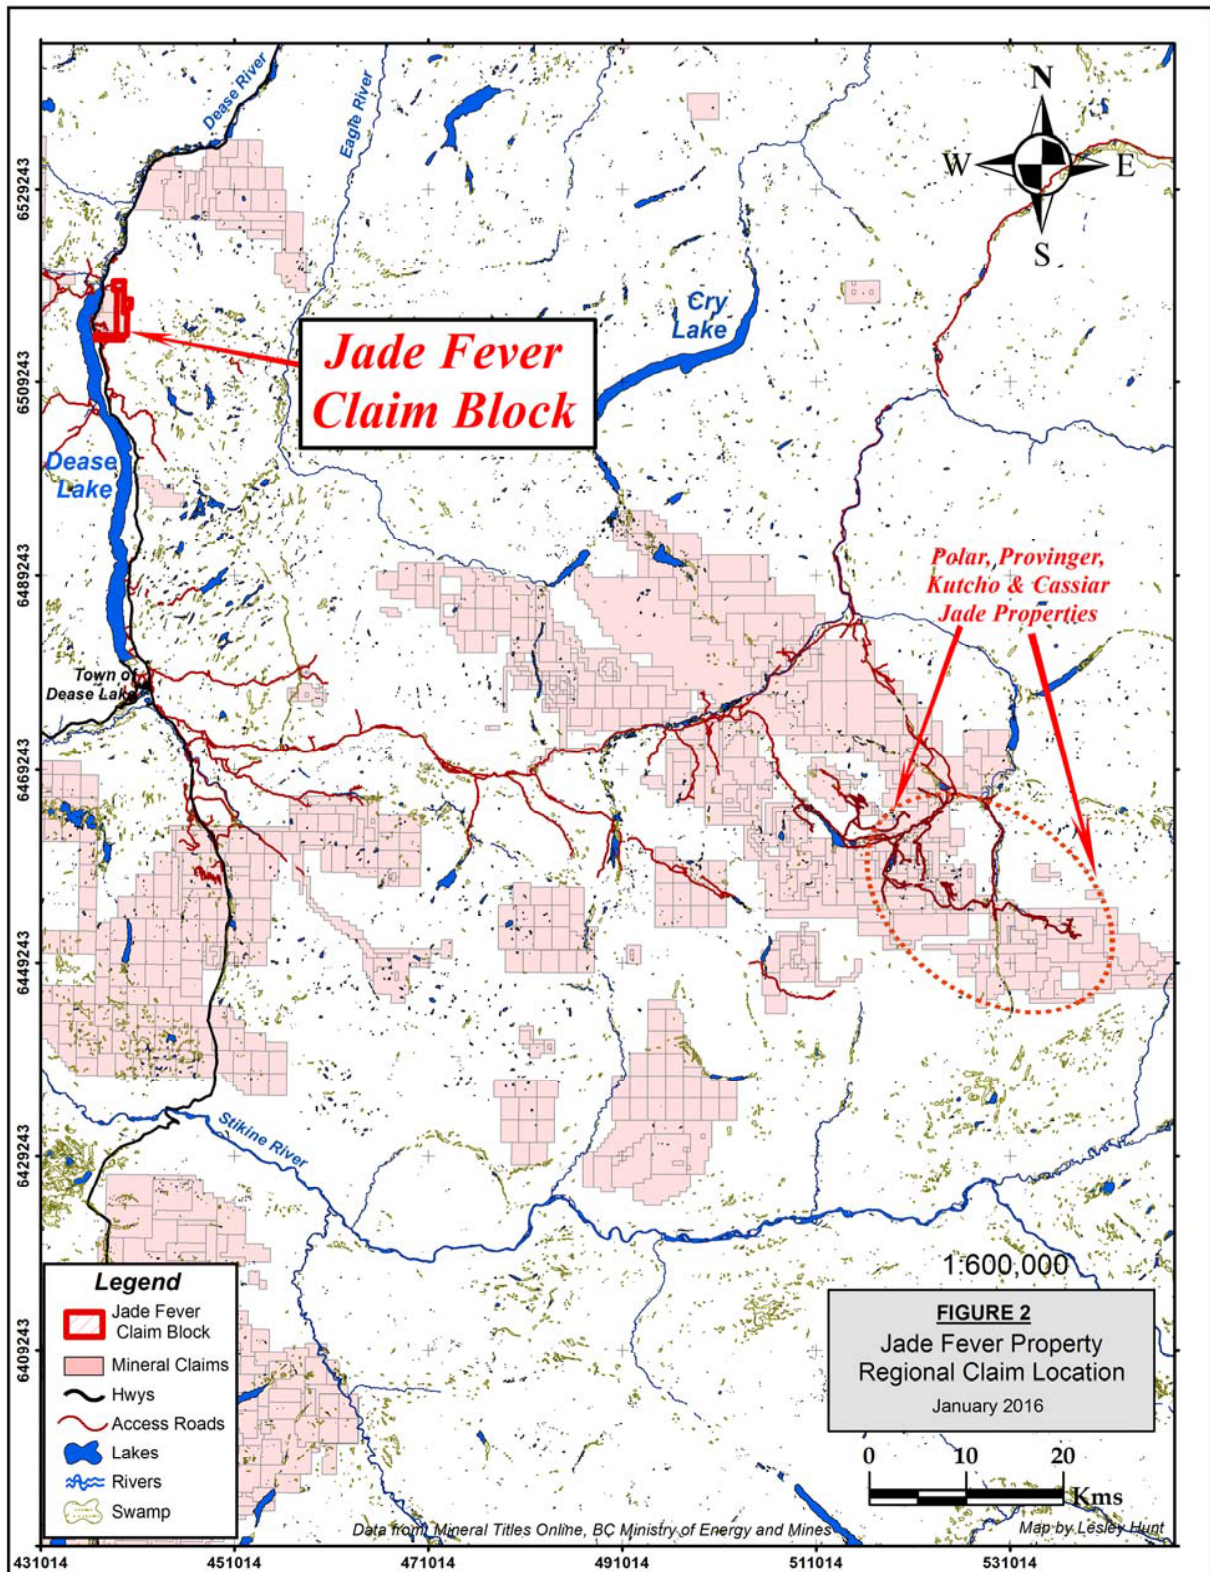 Dease River
Eagle River
N
W
E
S
6529243
6509243
6489243
6469243
6449243
6429243
6409243
Cry
Lake
Jade Fever
Claim Block
Dease
Lake
Polar, Provinger,
Kutcho & Cassiar
Jade Properties
Town of
Dease Lake
Stikine River
1:600,000
FIGURE 2
Jade Fever Property
Regional Claim Location
January 2016
0 10 20
Kms
Legend
Jade Fever
Claim Block
Mineral Claims
Hwys
Access Roads
Lakes
Rivers
Swamp
Data from: Mineral Titles Online, BC Ministry of Energy and Mines
Map by Lesley Hunt
431014 451014 471014 491014 511014 531014